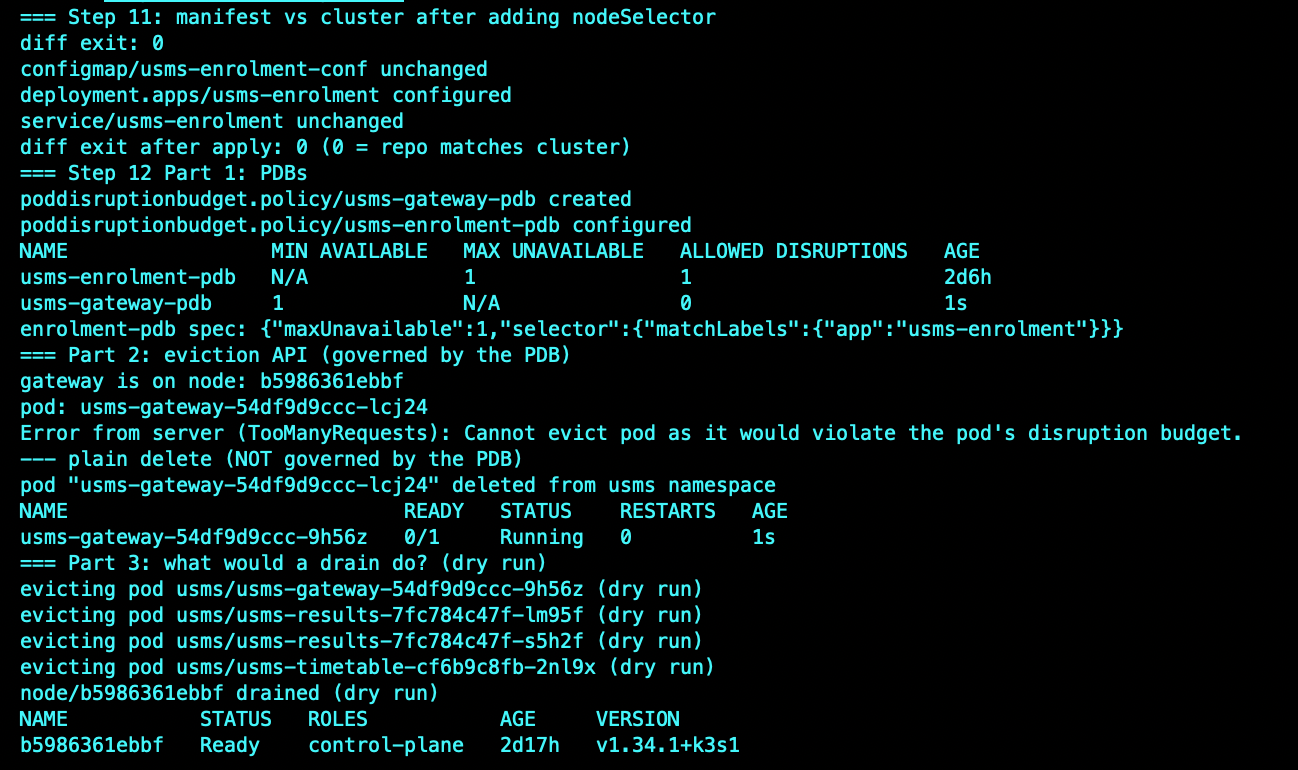 === Step 11: manifest vs cluster after adding nodeSelector
diff exit: 0
configmap/usms-enrolment-conf unchanged
deployment.apps/usms-enrolment configured
service/usms-enrolment unchanged
diff exit after apply: 0 (0 = repo matches cluster)
=== Step 12 Part 1: PDBs
poddisruptionbudget.policy/usms-gateway-pdb created
poddisruptionbudget.policy/usms-enrolment-pdb configured
NAME                 MIN AVAILABLE   MAX UNAVAILABLE   ALLOWED DISRUPTIONS   AGE
usms-enrolment-pdb   N/A             1                 1                     2d6h
usms-gateway-pdb     1               N/A               0                     1s
enrolment-pdb spec: {"maxUnavailable":1,"selector":{"matchLabels":{"app":"usms-enrolment"}}}
=== Part 2: eviction API (governed by the PDB)
gateway is on node: b5986361ebbf
pod: usms-gateway-54df9d9ccc-lcj24
Error from server (TooManyRequests): Cannot evict pod as it would violate the pod's disruption budget.
--- plain delete (NOT governed by the PDB)
pod "usms-gateway-54df9d9ccc-lcj24" deleted from usms namespace
NAME                            READY   STATUS    RESTARTS   AGE
usms-gateway-54df9d9ccc-9h56z   0/1     Running   0          1s
=== Part 3: what would a drain do? (dry run)
evicting pod usms/usms-gateway-54df9d9ccc-9h56z (dry run)
evicting pod usms/usms-results-7fc784c47f-lm95f (dry run)
evicting pod usms/usms-results-7fc784c47f-s5h2f (dry run)
evicting pod usms/usms-timetable-cf6b9c8fb-2nl9x (dry run)
node/b5986361ebbf drained (dry run)
NAME           STATUS   ROLES           AGE     VERSION
b5986361ebbf   Ready    control-plane   2d17h   v1.34.1+k3s1